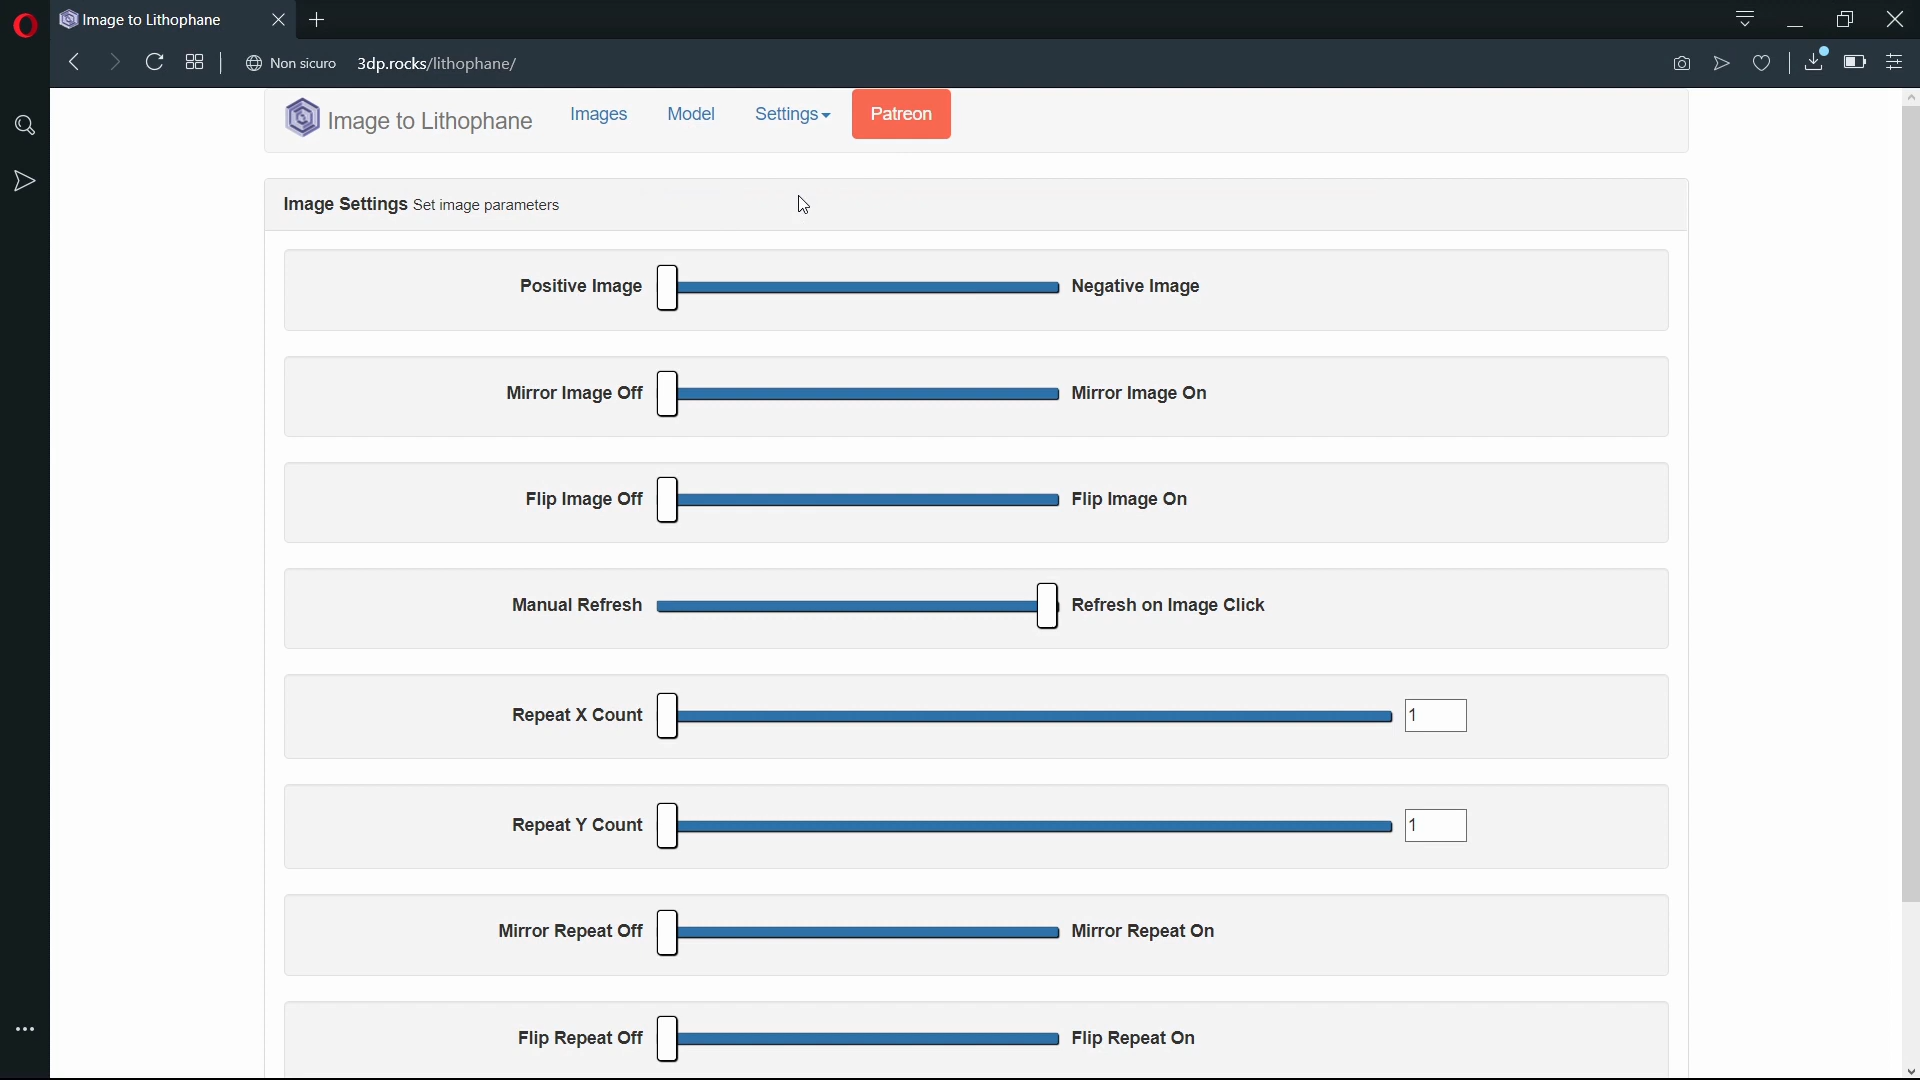 Image to Lithophane
Non sicuro 3dp.rocks/lithophane/
Image to Lithophane Images Model Settings Patreon
Image Settings Set image parameters
Positive Image Negative Image
Mirror Image Off Mirror Image On
Flip Image Off Flip Image On
Manual Refresh Refresh on Image Click
Repeat X Count 1
Repeat Y Count 1
Mirror Repeat Off Mirror Repeat On
Flip Repeat Off Flip Repeat On